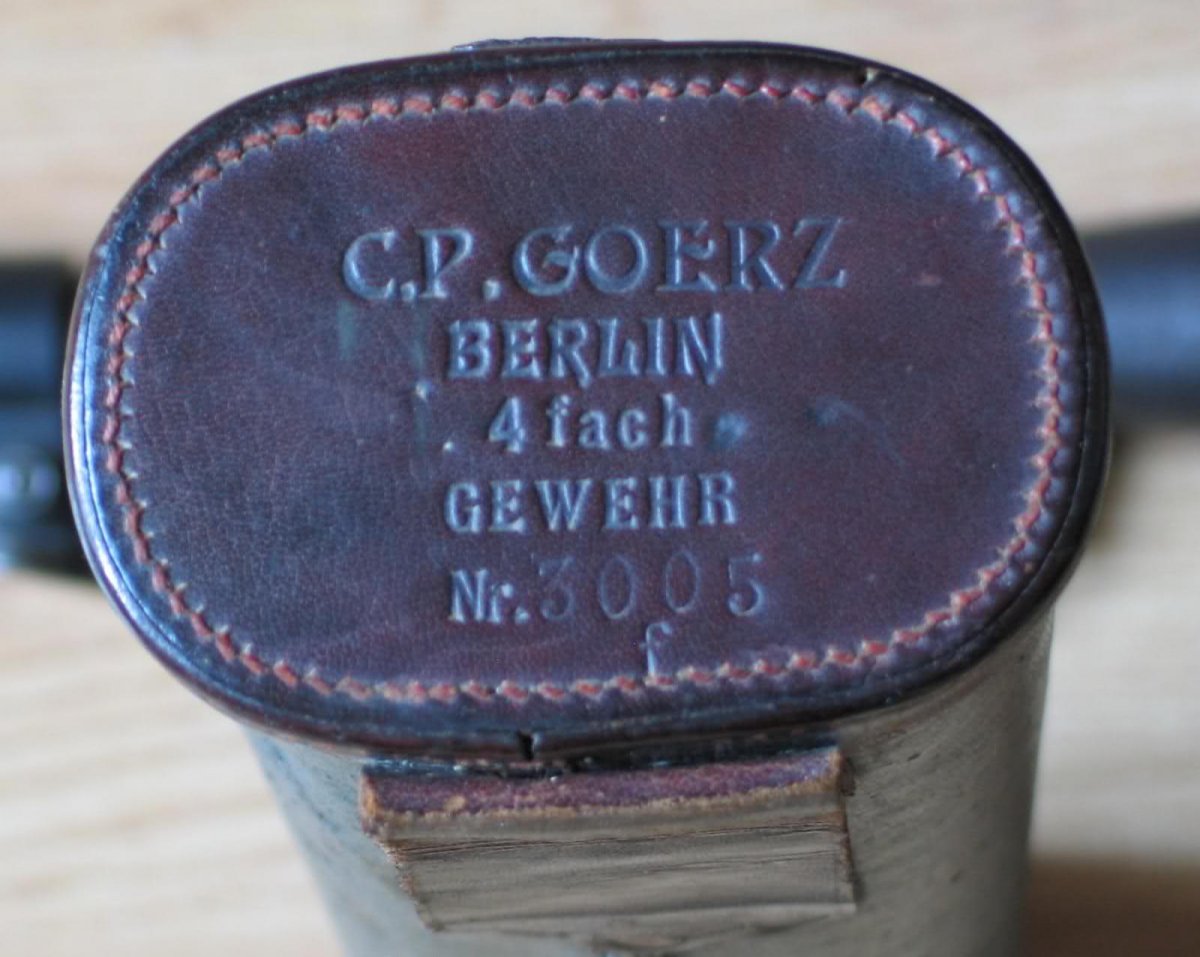 C.P.GOERZ
BERLIN
4 fach
GEWEHR
Nr. 3005
f